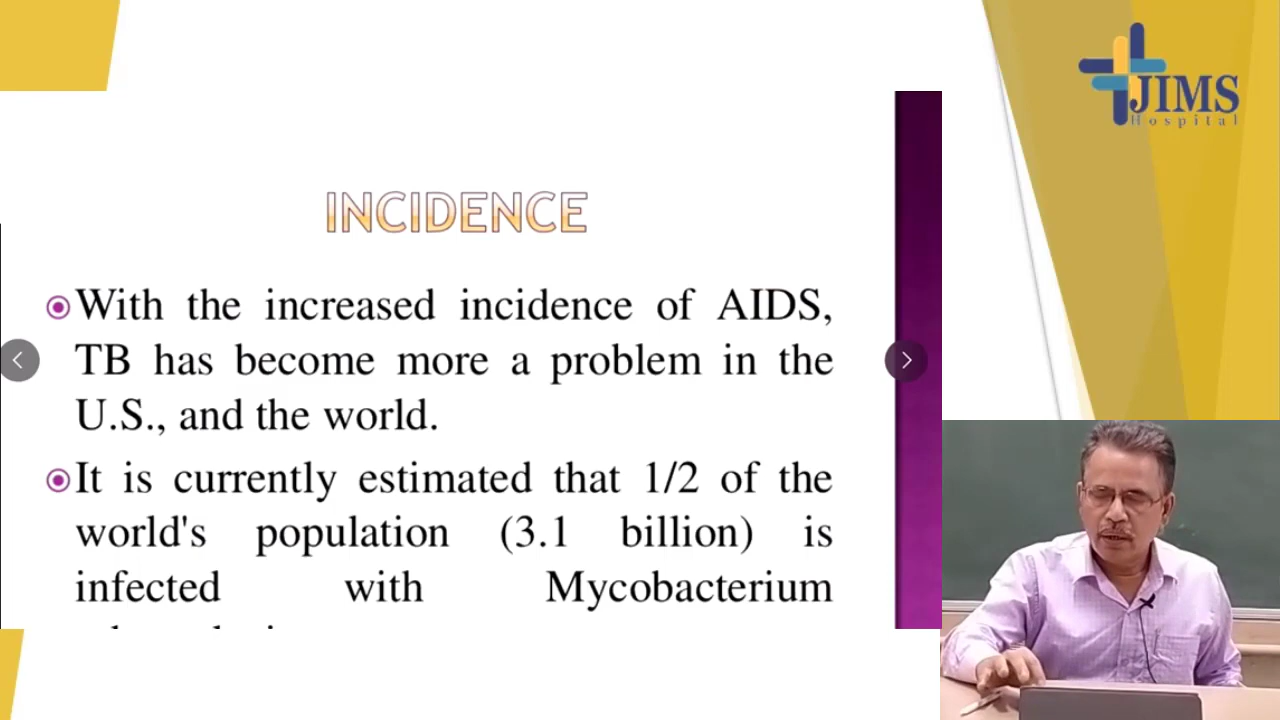 JIMS
Hospital
INCIDENCE
With the increased incidence of AIDS,
TB has become more a problem in the
U.S., and the world.
It is currently estimated that 1/2 of the
world's population (3.1 billion) is
infected with Mycobacterium